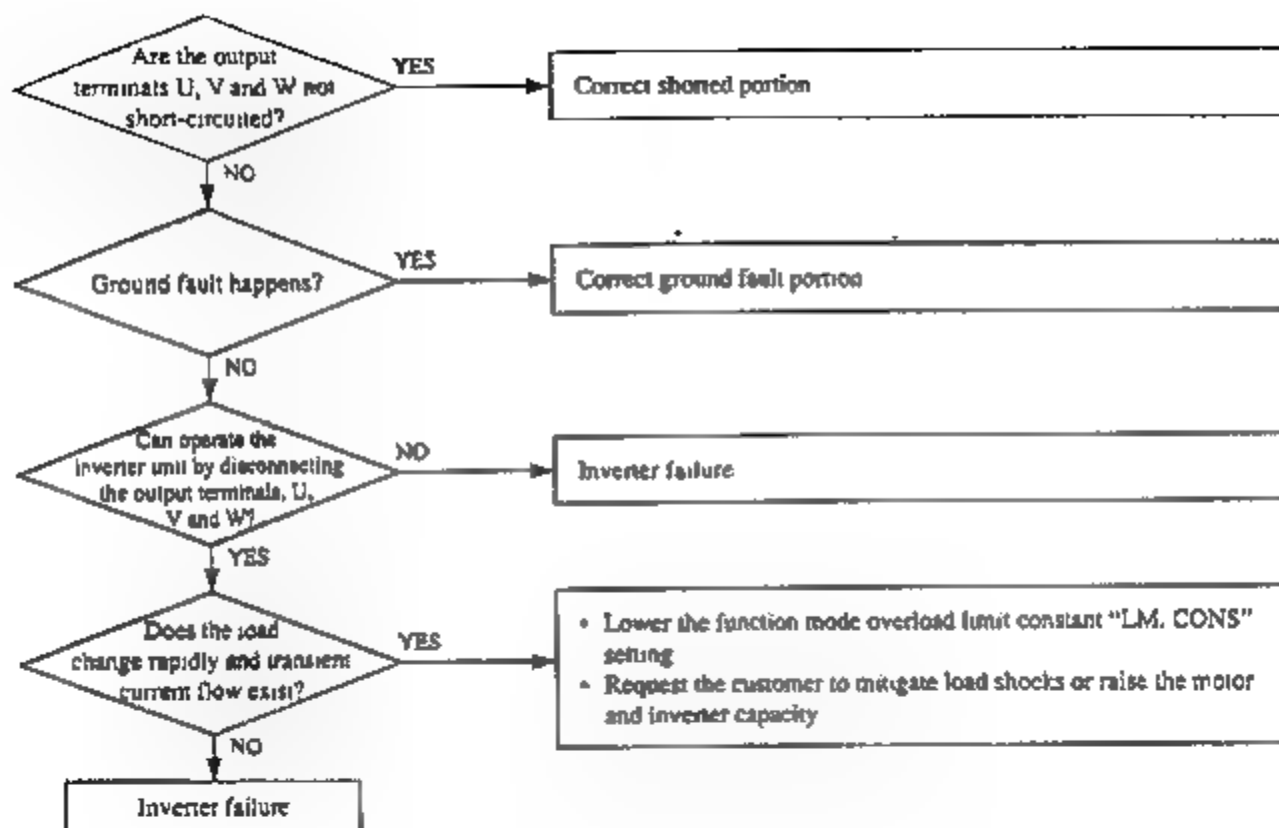 Are the output
terminals U, V and W not
short-circuited?
YES
Correct shorted portion
NO
Ground fault happens?
YES
Correct ground fault portion
NO
Can operate the
inverter unit by disconnecting
the output terminals, U,
V and W?
NO
Inverter failure
YES
Does the load
change rapidly and transient
current flow exist?
YES
• Lower the function mode overload limit constant "LM. CONS"
setting
• Request the customer to mitigate load shocks or raise the motor
and inverter capacity
NO
Inverter failure